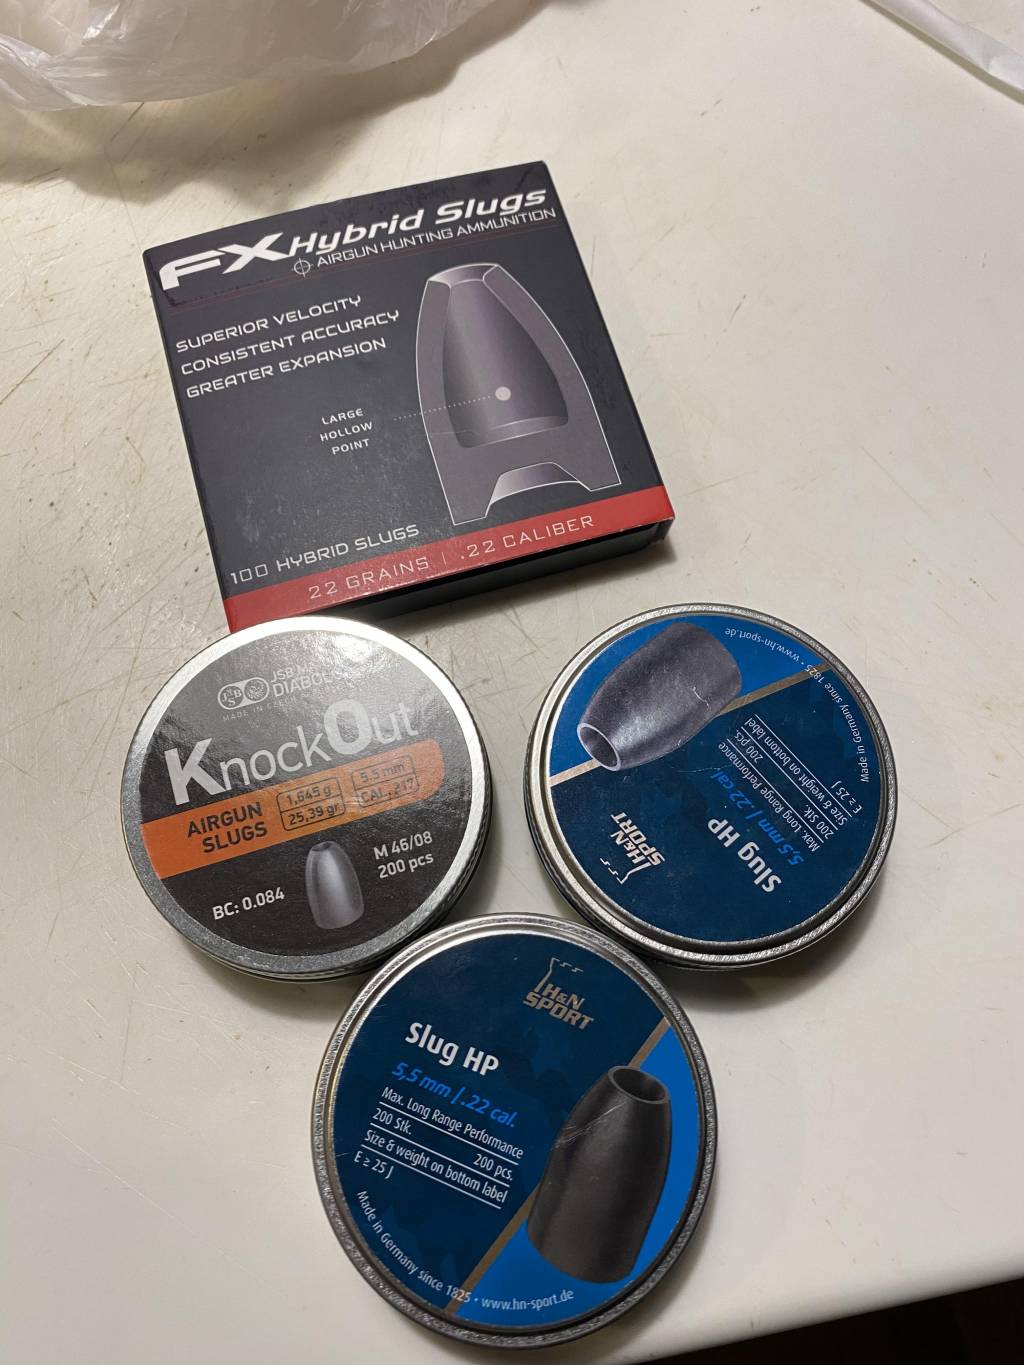 FX Hybrid Slugs
AIRGUN HUNTING AMMUNITION
SUPERIOR VELOCITY
CONSISTENT ACCURACY
GREATER EXPANSION
LARGE
HOLLOW
POINT
100 HYBRID SLUGS
22 GRAINS | .22 CALIBER
JSB
DIABOLO
MADE IN
KnockOut
AIRGUN
SLUGS
1,645 g
25,39 gr
5.5 mm
CAL .217
M 46/08
200 pcs
BC: 0.084
H&N
SPORT
Slug HP
5,5 mm / .22 cal.
Max. Long Range Performance
200 Stk. 200 pcs.
Size & weight on bottom label
E ≥ 25 J
Made in Germany since 1825 • www.hn-sport.de
H&N
SPORT
Slug HP
5,5 mm / .22 cal.
Max. Long Range Performance
200 Stk. 200 pcs.
Size & weight on bottom label
E ≥ 25 J
Made in Germany since 1825 • www.hn-sport.de